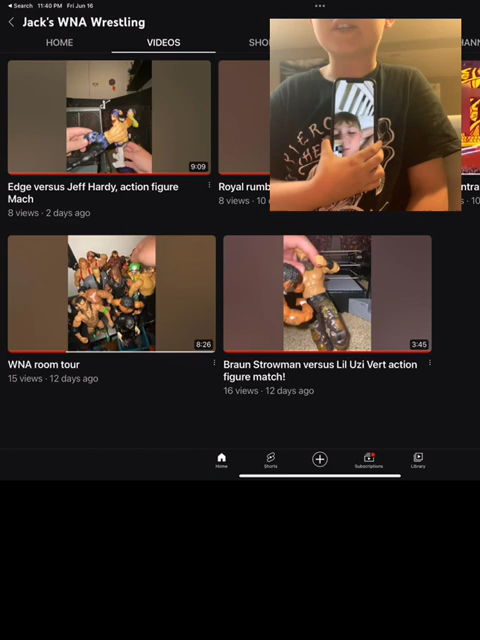 Search 11:40 PM Fri Jun 16
Jack's WNA Wrestling
HOME VIDEOS
9:09
Edge versus Jeff Hardy, action figure
Mach
8 views · 2 days ago
Royal rumb
8 views · 10
8:26
WNA room tour
15 views · 12 days ago
3:45
Braun Strowman versus Lil Uzi Vert action
figure match!
16 views · 12 days ago
Home Shorts Subscriptions Library